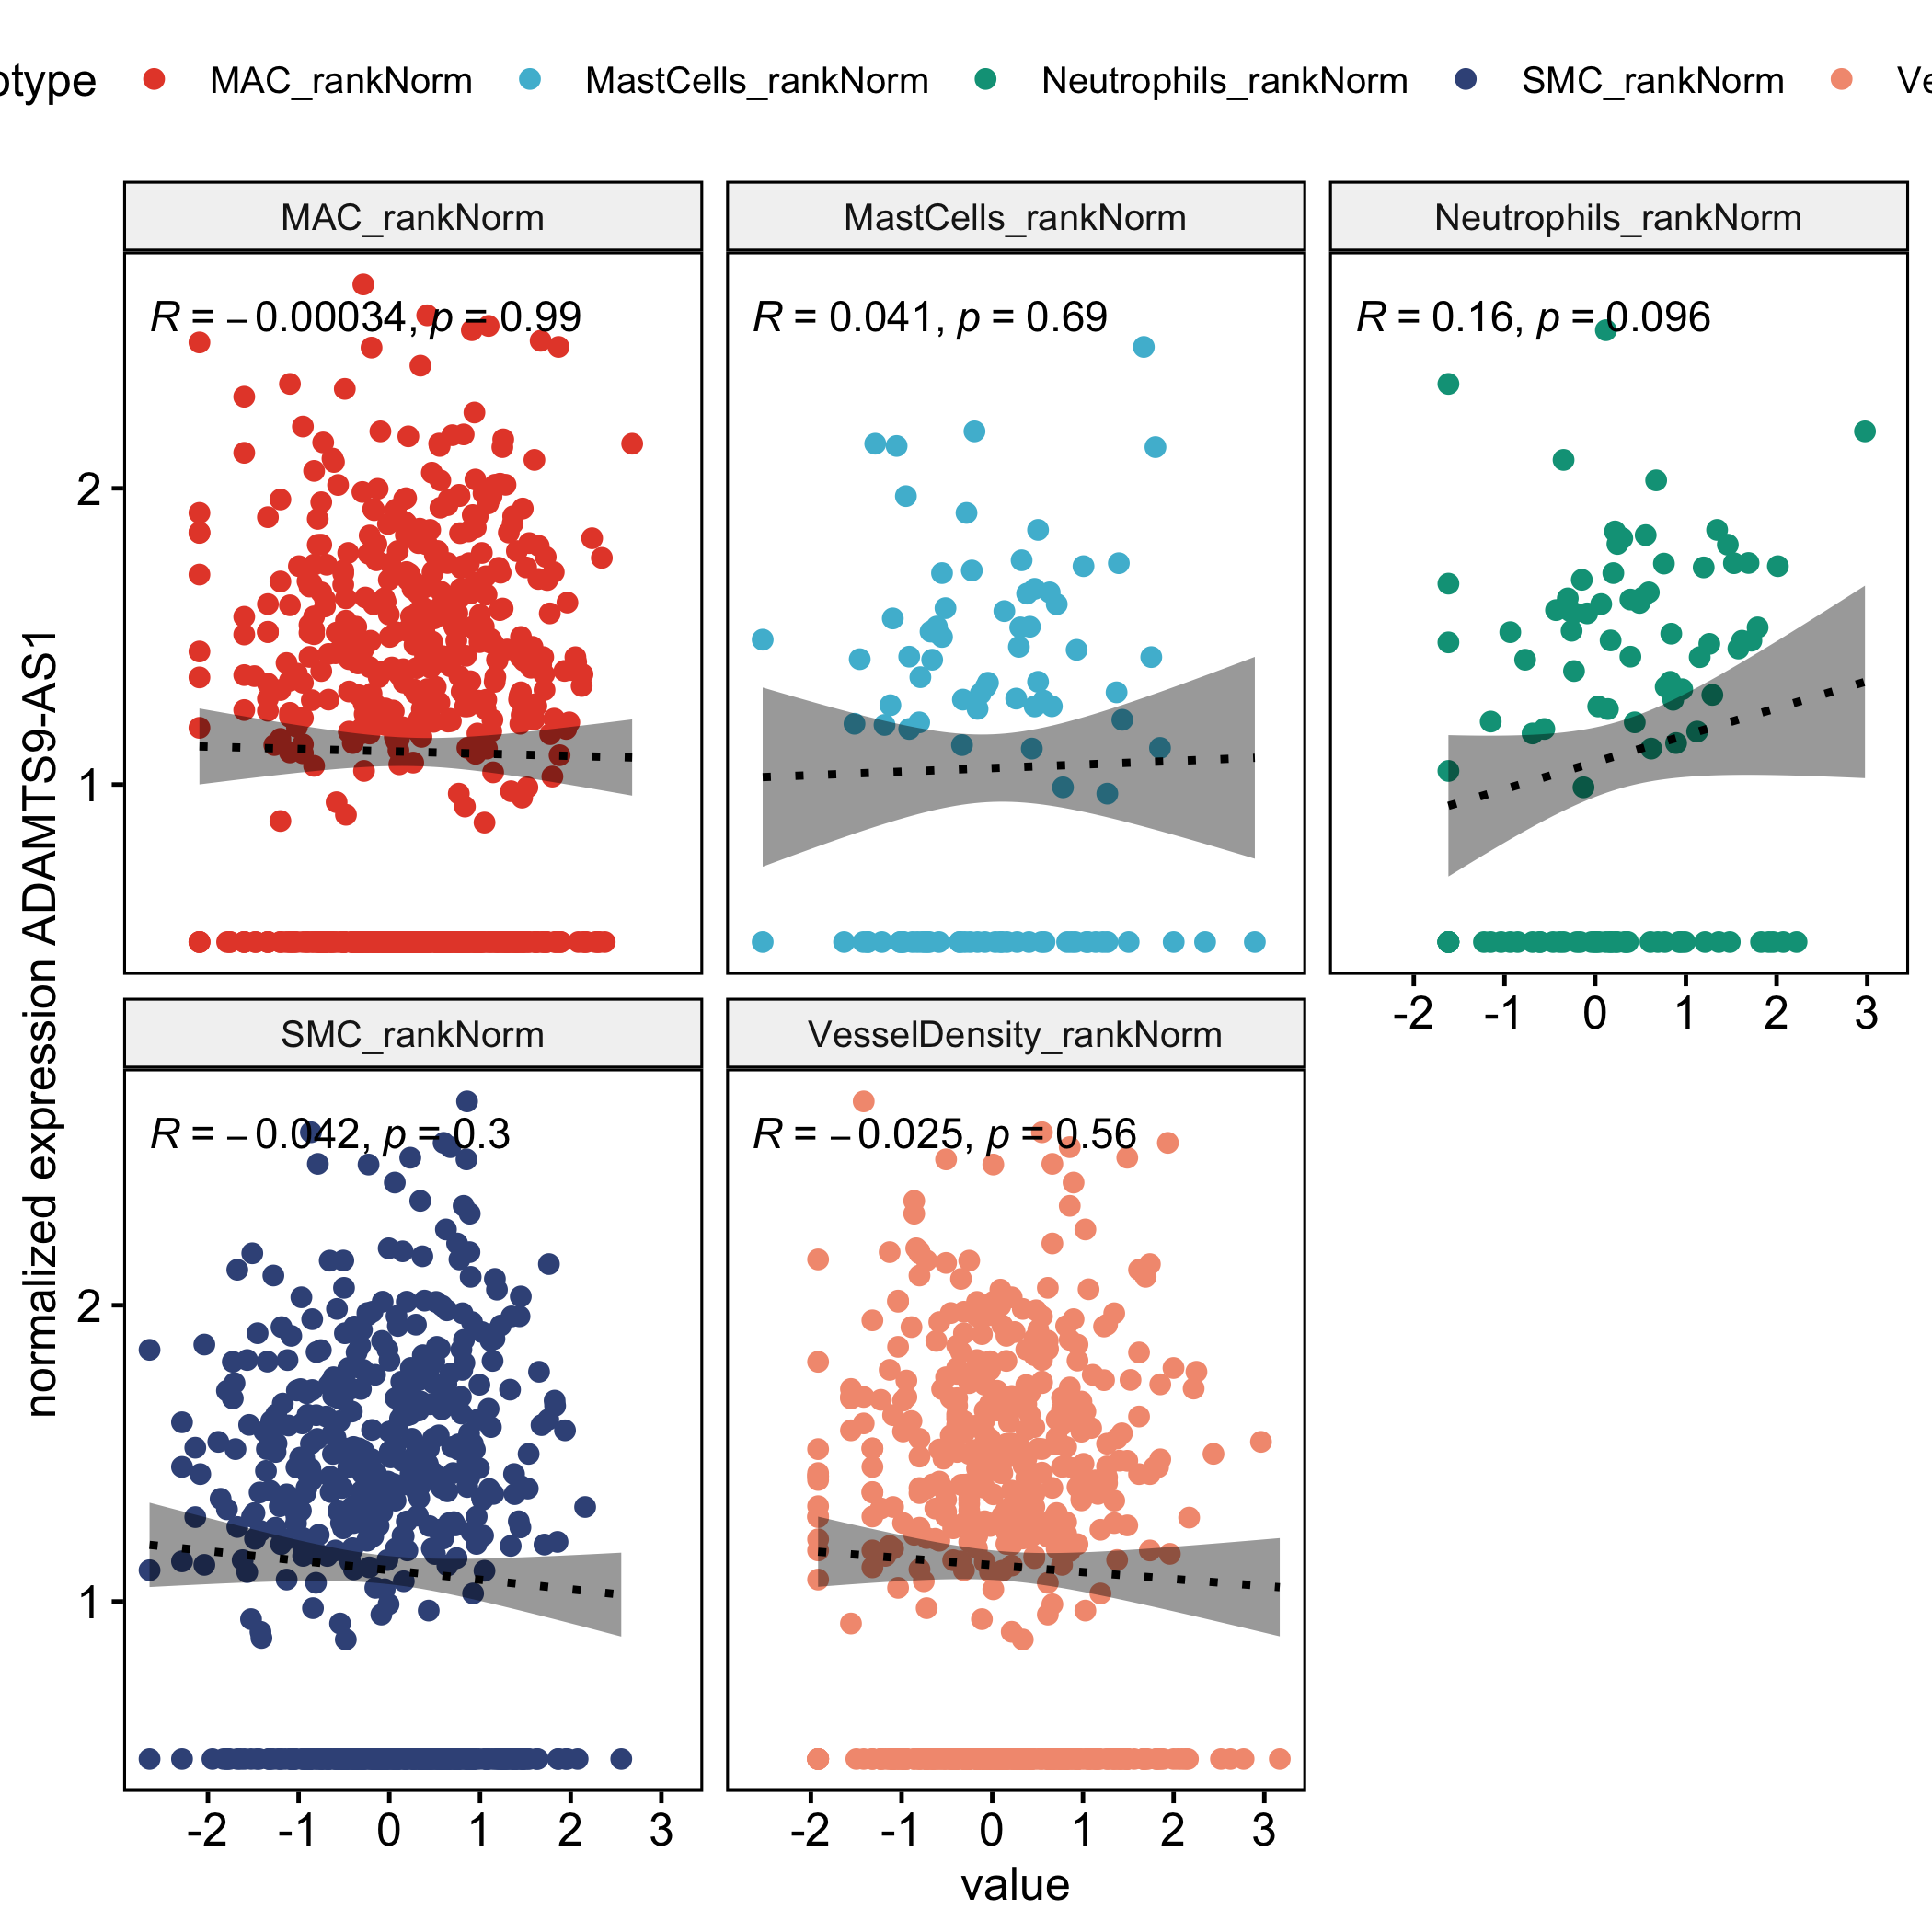 otype MAC_rankNorm MastCells_rankNorm Neutrophils_rankNorm SMC_rankNorm Ve
MAC_rankNorm MastCells_rankNorm Neutrophils_rankNorm
R = −0.00034, p = 0.99 R = 0.041, p = 0.69 R = 0.16, p = 0.096
2
1
-2 -1 0 1 2 3
SMC_rankNorm VesselDensity_rankNorm
R = −0.042, p = 0.3 R = −0.025, p = 0.56
2
1
-2 -1 0 1 2 3 -2 -1 0 1 2 3
value
normalized expression ADAMTS9-AS1